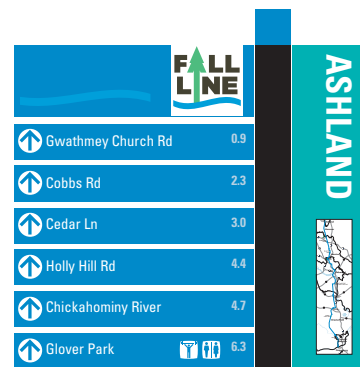 FALL
LINE
ASHLAND
Gwathmey Church Rd 0.9
Cobbs Rd 2.3
Cedar Ln 3.0
Holly Hill Rd 4.4
Chickahominy River 4.7
Glover Park 6.3